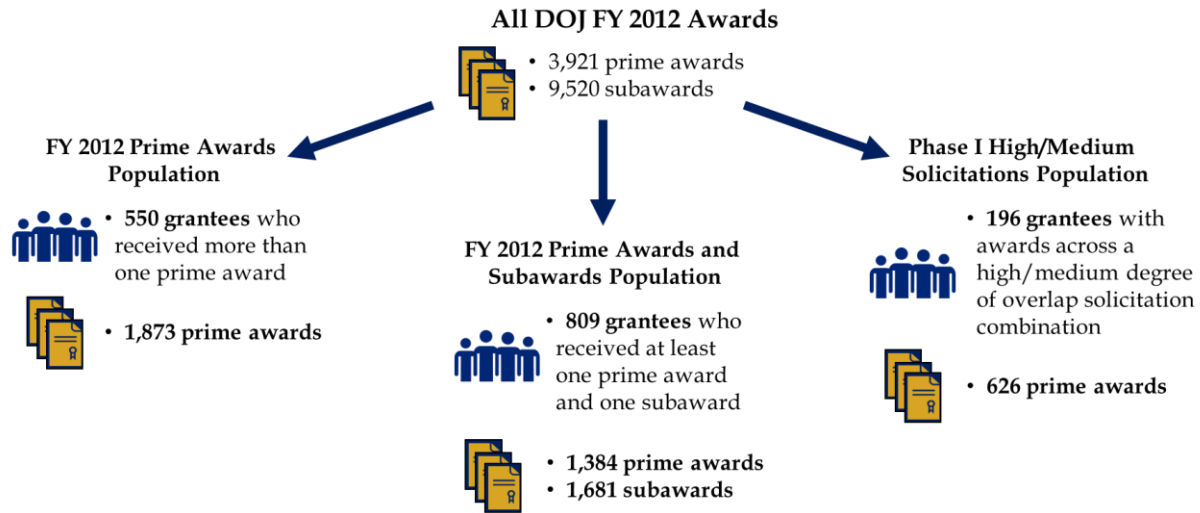 All DOJ FY 2012 Awards
• 3,921 prime awards
• 9,520 subawards
FY 2012 Prime Awards
Population
• 550 grantees who
received more than
one prime award
• 1,873 prime awards
FY 2012 Prime Awards and
Subawards Population
• 809 grantees who
received at least
one prime award
and one subaward
• 1,384 prime awards
• 1,681 subawards
Phase I High/Medium
Solicitations Population
• 196 grantees with
awards across a
high/medium degree
of overlap solicitation
combination
• 626 prime awards